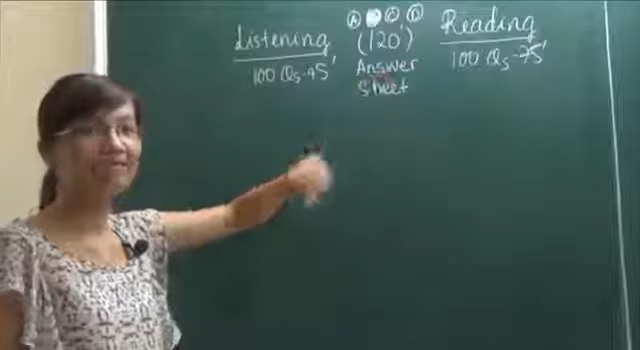 Listening
100 Qs - 45'
A C D
(120')
Answer
Sheet
Reading
100 Qs - 75'